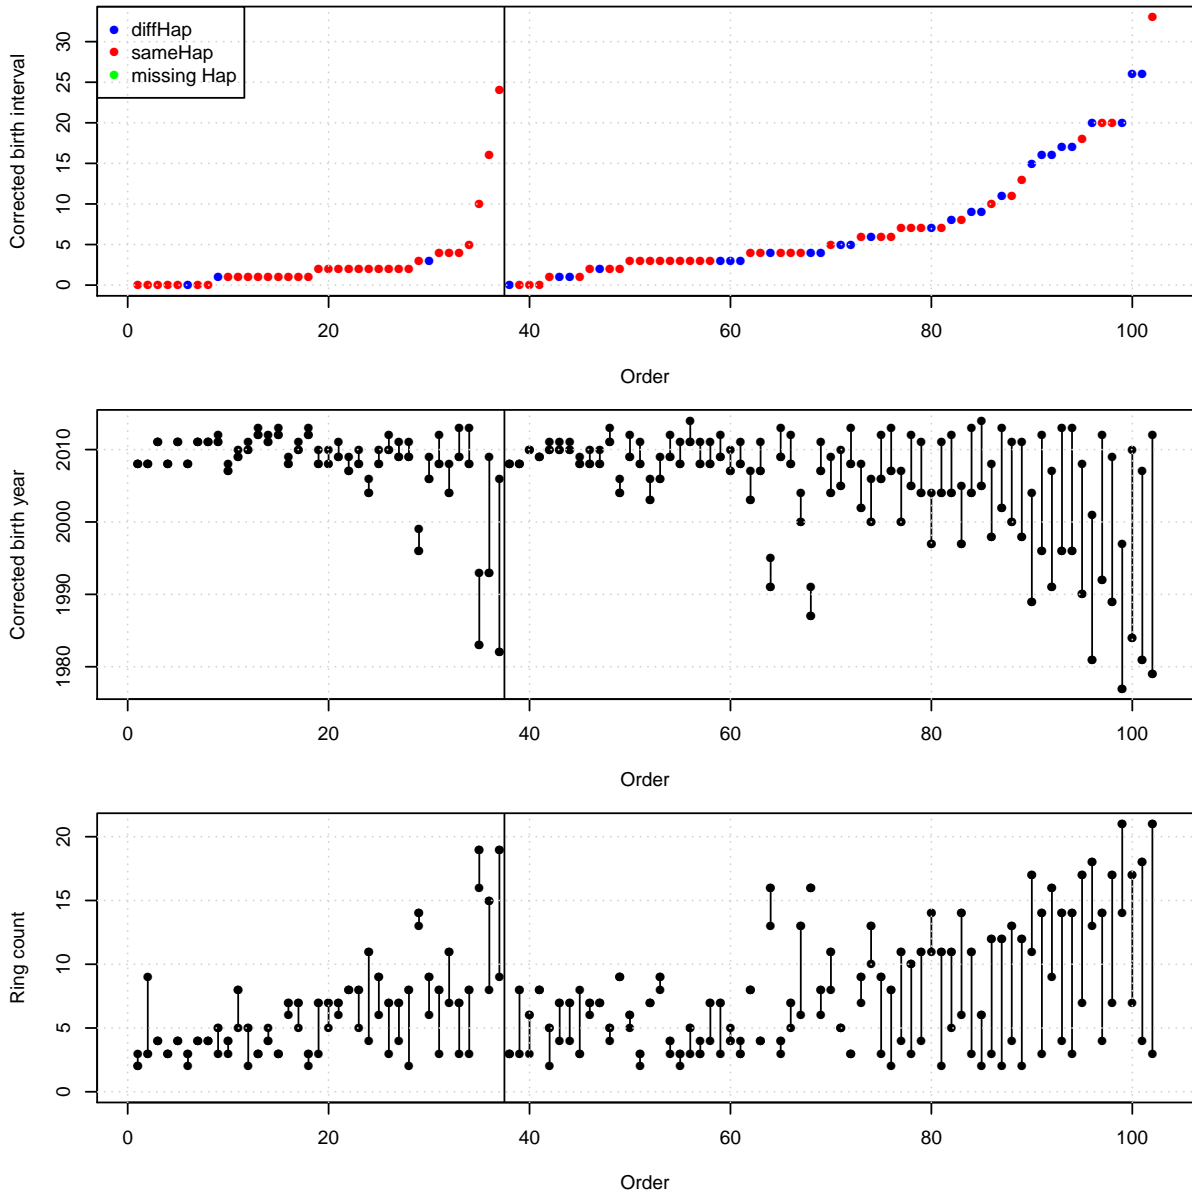 diffHap
sameHap
missing Hap
Corrected birth interval
0 5 10 15 20 25 30
0 20 40 60 80 100
Order
Corrected birth year
1980 1990 2000 2010
0 20 40 60 80 100
Order
Ring count
0 5 10 15 20
0 20 40 60 80 100
Order